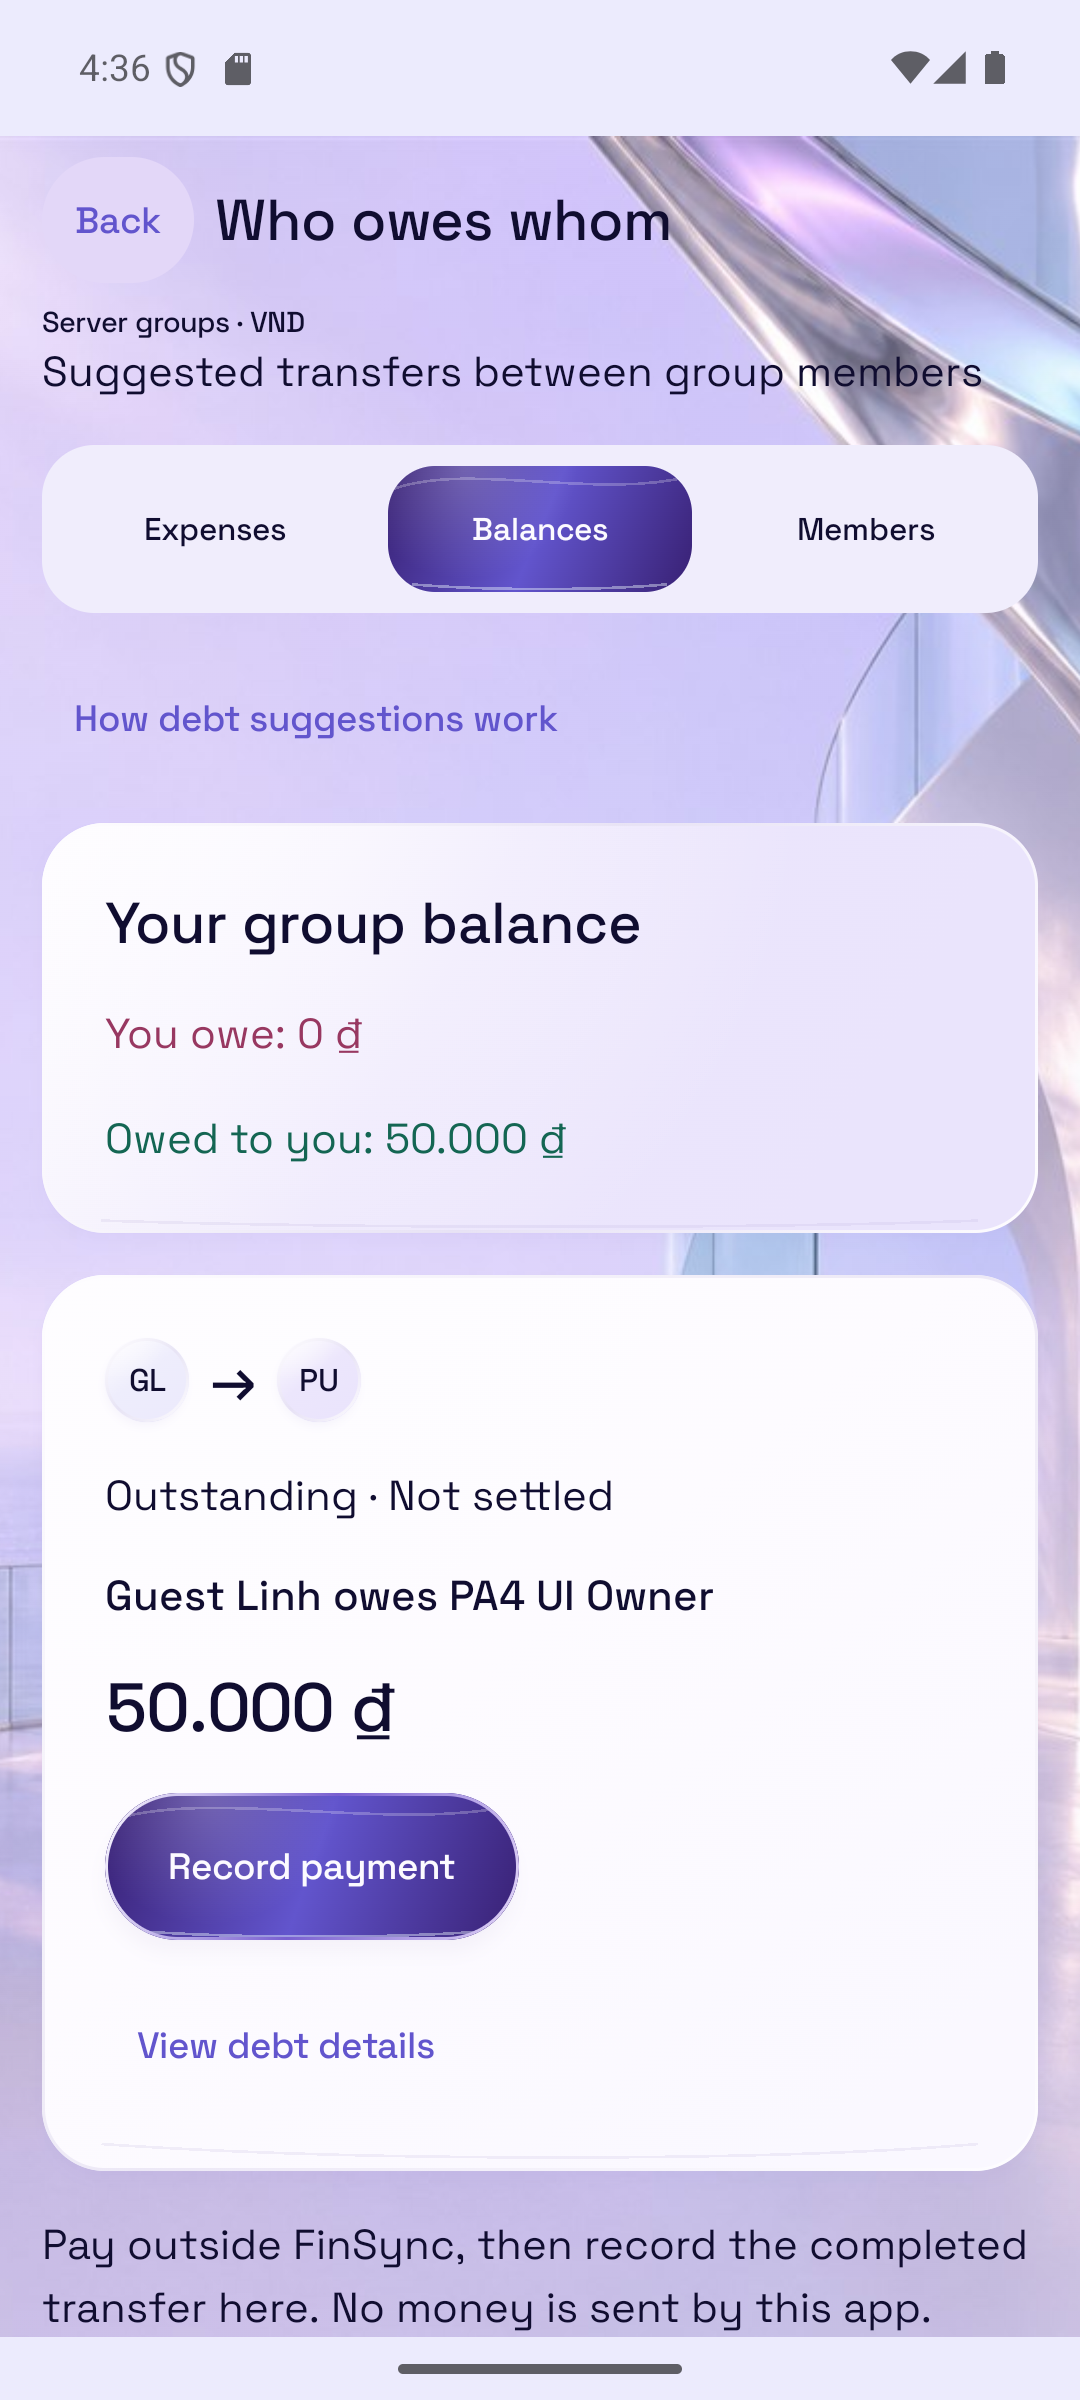 4:36
Back
Who owes whom
Server groups · VND
Suggested transfers between group members
Expenses
Balances
Members
How debt suggestions work
Your group balance
You owe: 0 ₫
Owed to you: 50.000 ₫
GL → PU
Outstanding · Not settled
Guest Linh owes PA4 UI Owner
50.000 ₫
Record payment
View debt details
Pay outside FinSync, then record the completed
transfer here. No money is sent by this app.